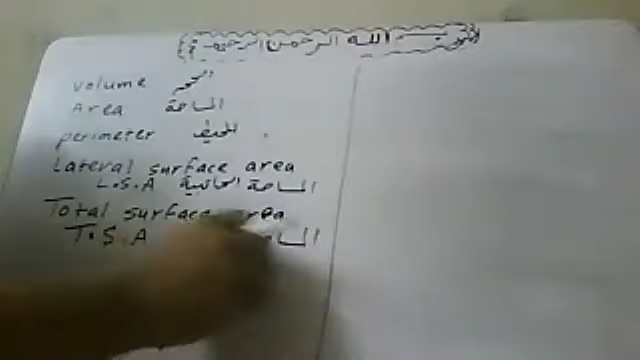 بسم الله الرحمن الرحيم
volume الحجم
Area المساحة
perimeter المحيط
Lateral surface area
L.S.A المساحة الجانبية
Total surface area
T.S.A